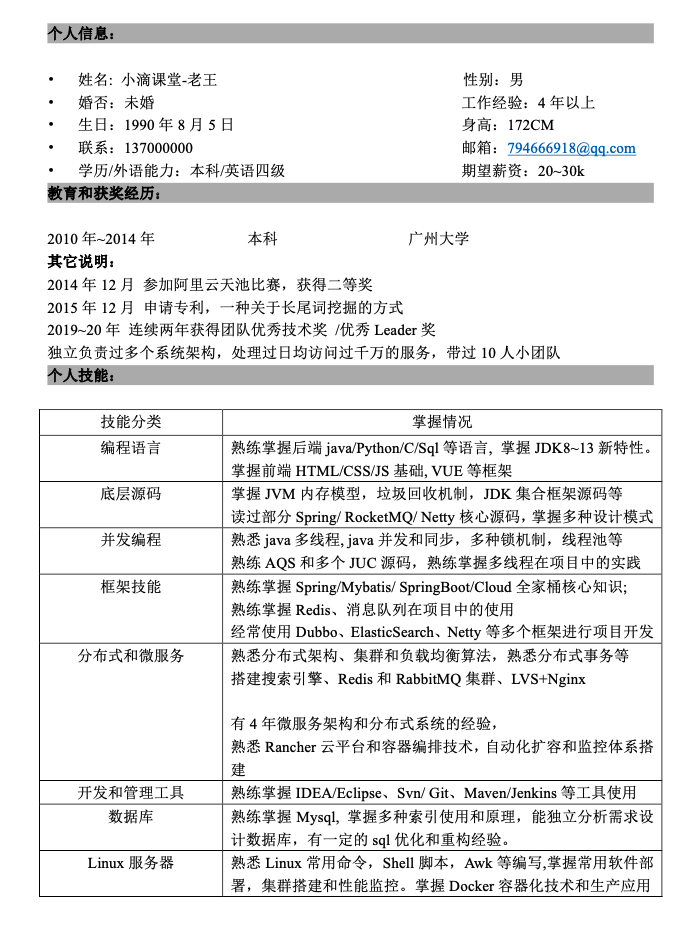 个人信息：
• 姓名: 小滴课堂-老王 性别：男
• 婚否：未婚 工作经验：4 年以上
• 生日：1990 年 8 月 5 日 身高：172CM
• 联系：137000000 邮箱：794666918@qq.com
• 学历/外语能力：本科/英语四级 期望薪资：20~30k
教育和获奖经历：
2010 年~2014 年 本科 广州大学
其它说明：
2014 年 12 月 参加阿里云天池比赛，获得二等奖
2015 年 12 月 申请专利，一种关于长尾词挖掘的方式
2019~20 年 连续两年获得团队优秀技术奖 /优秀 Leader 奖
独立负责过多个系统架构，处理过日均访问过千万的服务，带过 10 人小团队
个人技能：
技能分类 掌握情况
编程语言 熟练掌握后端 java/Python/C/Sql 等语言, 掌握 JDK8~13 新特性。
掌握前端 HTML/CSS/JS 基础, VUE 等框架
底层源码 掌握 JVM 内存模型，垃圾回收机制，JDK 集合框架源码等
读过部分 Spring/ RocketMQ/ Netty 核心源码，掌握多种设计模式
并发编程 熟悉 java 多线程, java 并发和同步，多种锁机制，线程池等
熟练 AQS 和多个 JUC 源码，熟练掌握多线程在项目中的实践
框架技能 熟练掌握 Spring/Mybatis/ SpringBoot/Cloud 全家桶核心知识;
熟练掌握 Redis、消息队列在项目中的使用
经常使用 Dubbo、ElasticSearch、Netty 等多个框架进行项目开发
分布式和微服务 熟悉分布式架构、集群和负载均衡算法，熟悉分布式事务等
搭建搜索引擎、Redis 和 RabbitMQ 集群、LVS+Nginx
有 4 年微服务架构和分布式系统的经验，
熟悉 Rancher 云平台和容器编排技术，自动化扩容和监控体系搭
建
开发和管理工具 熟练掌握 IDEA/Eclipse、Svn/ Git、Maven/Jenkins 等工具使用
数据库 熟练掌握 Mysql, 掌握多种索引使用和原理，能独立分析需求设
计数据库，有一定的 sql 优化和重构经验。
Linux 服务器 熟悉 Linux 常用命令，Shell 脚本，Awk 等编写,掌握常用软件部
署，集群搭建和性能监控。掌握 Docker 容器化技术和生产应用